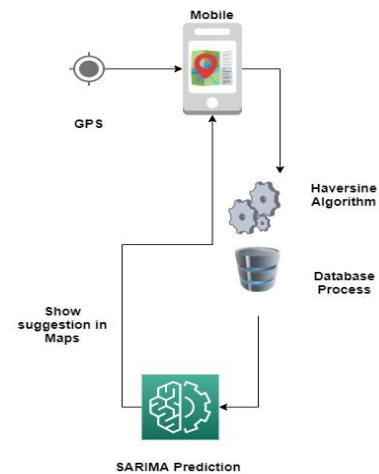 Mobile
GPS
Haversine
Algorithm
Database
Process
Show
suggestion in
Maps
SARIMA Prediction